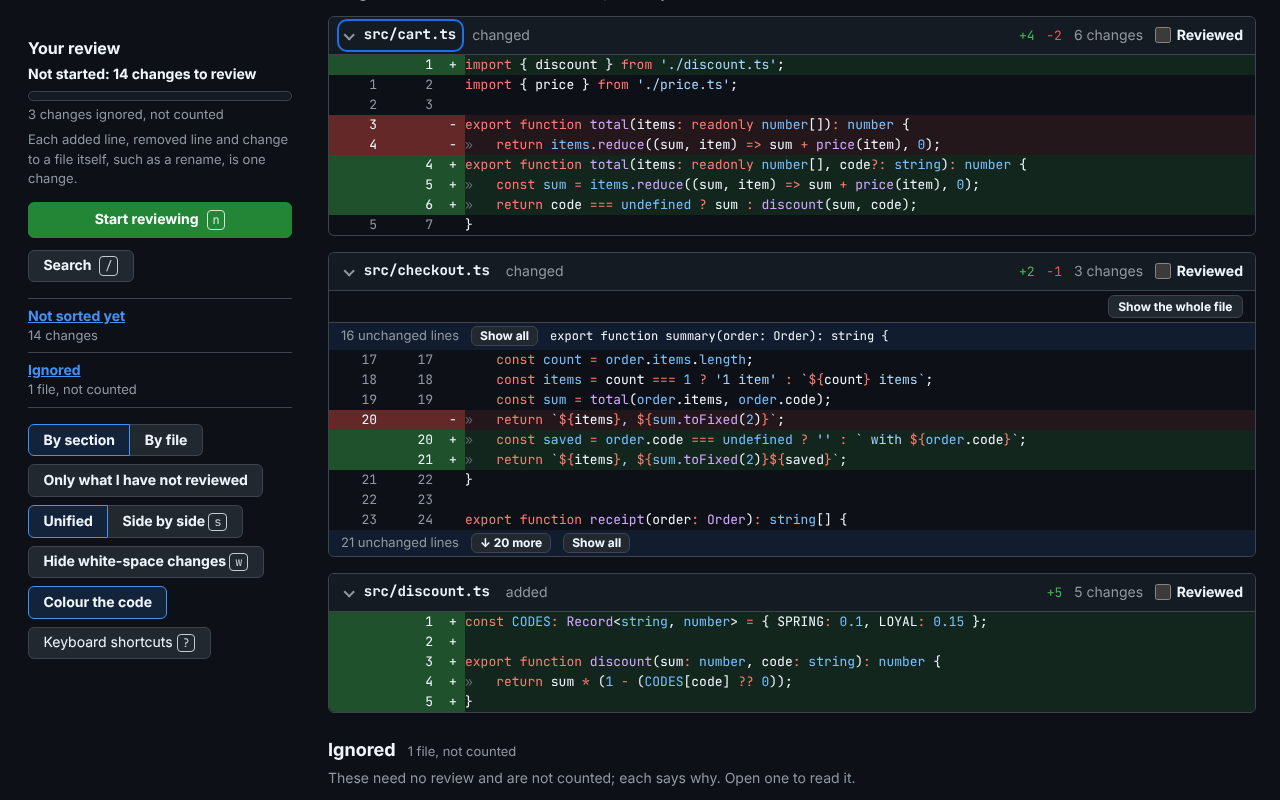 Your review
Not started: 14 changes to review
3 changes ignored, not counted
Each added line, removed line and change
to a file itself, such as a rename, is one
change.
Start reviewing n
Search /
Not sorted yet
14 changes
Ignored
1 file, not counted
By section By file
Only what I have not reviewed
Unified Side by side s
Hide white-space changes w
Colour the code
Keyboard shortcuts ?
src/cart.ts changed +4 -2 6 changes Reviewed
1 + import { discount } from './discount.ts';
1 2 import { price } from './price.ts';
2 3
3 - export function total(items: readonly number[]): number {
4 - » return items.reduce((sum, item) => sum + price(item), 0);
4 + export function total(items: readonly number[], code?: string): number {
5 + » const sum = items.reduce((sum, item) => sum + price(item), 0);
6 + » return code === undefined ? sum : discount(sum, code);
5 7 }
src/checkout.ts changed +2 -1 3 changes Reviewed
Show the whole file
16 unchanged lines Show all export function summary(order: Order): string {
17 17 const count = order.items.length;
18 18 const items = count === 1 ? '1 item' : `${count} items`;
19 19 const sum = total(order.items, order.code);
20 - » return `${items}, ${sum.toFixed(2)}`;
20 + » const saved = order.code === undefined ? '' : ` with ${order.code}`;
21 + » return `${items}, ${sum.toFixed(2)}${saved}`;
21 22 }
22 23
23 24 export function receipt(order: Order): string[] {
21 unchanged lines ↓ 20 more Show all
src/discount.ts added +5 5 changes Reviewed
1 + const CODES: Record<string, number> = { SPRING: 0.1, LOYAL: 0.15 };
2 +
3 + export function discount(sum: number, code: string): number {
4 + » return sum * (1 - (CODES[code] ?? 0));
5 + }
Ignored 1 file, not counted
These need no review and are not counted; each says why. Open one to read it.